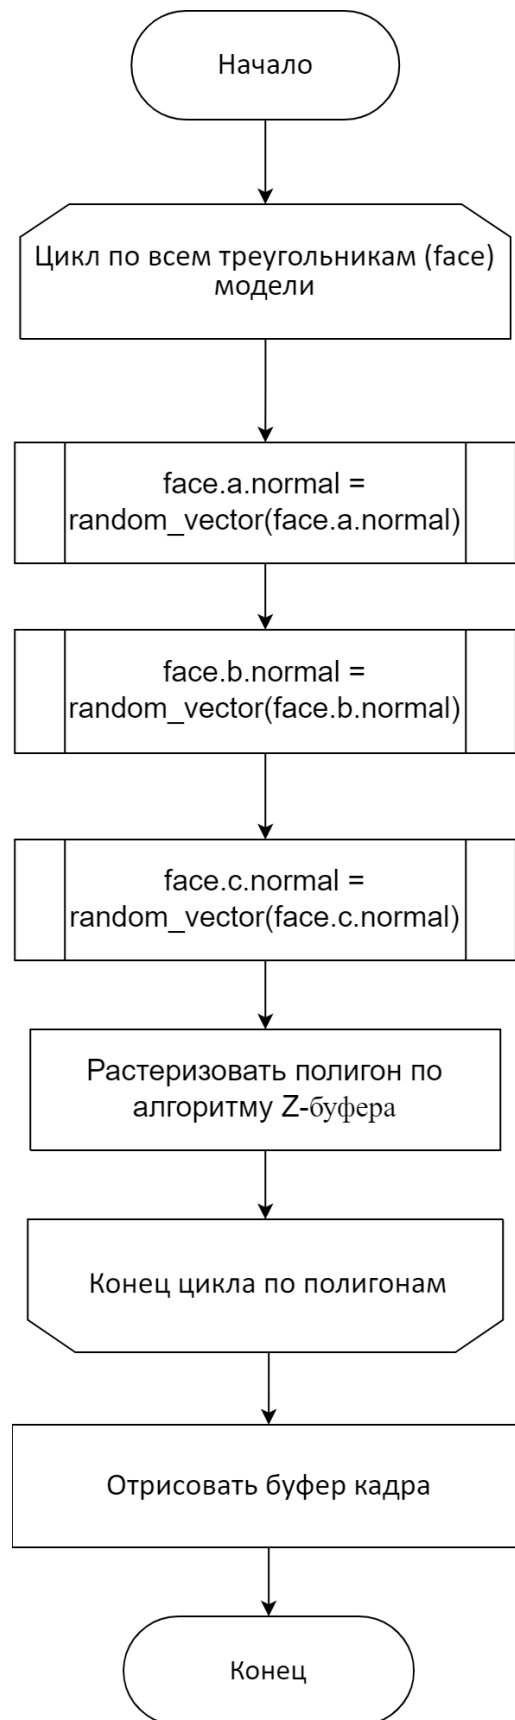 Начало
Цикл по всем треугольникам (face)
модели
face.a.normal =
random_vector(face.a.normal)
face.b.normal =
random_vector(face.b.normal)
face.c.normal =
random_vector(face.c.normal)
Растеризовать полигон по
алгоритму Z-буфера
Конец цикла по полигонам
Отрисовать буфер кадра
Конец